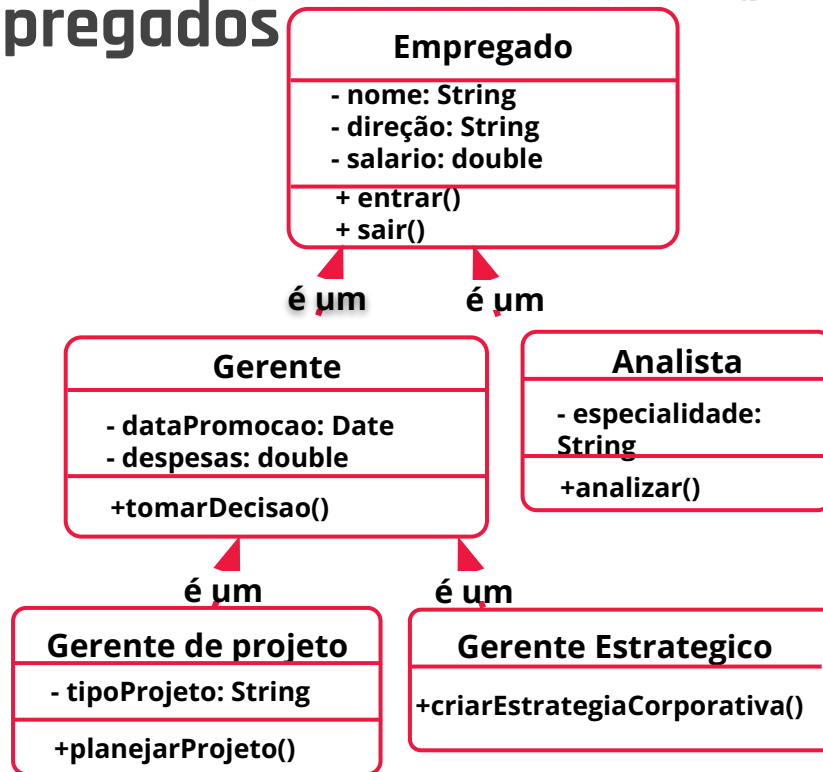 pregados
Empregado
- nome: String
- direção: String
- salario: double
+ entrar()
+ sair()
é um
é um
Gerente
- dataPromocao: Date
- despesas: double
+tomarDecisao()
Analista
- especialidade:
String
+analizar()
é um
é um
Gerente de projeto
- tipoProjeto: String
+planejarProjeto()
Gerente Estrategico
+criarEstrategiaCorporativa()